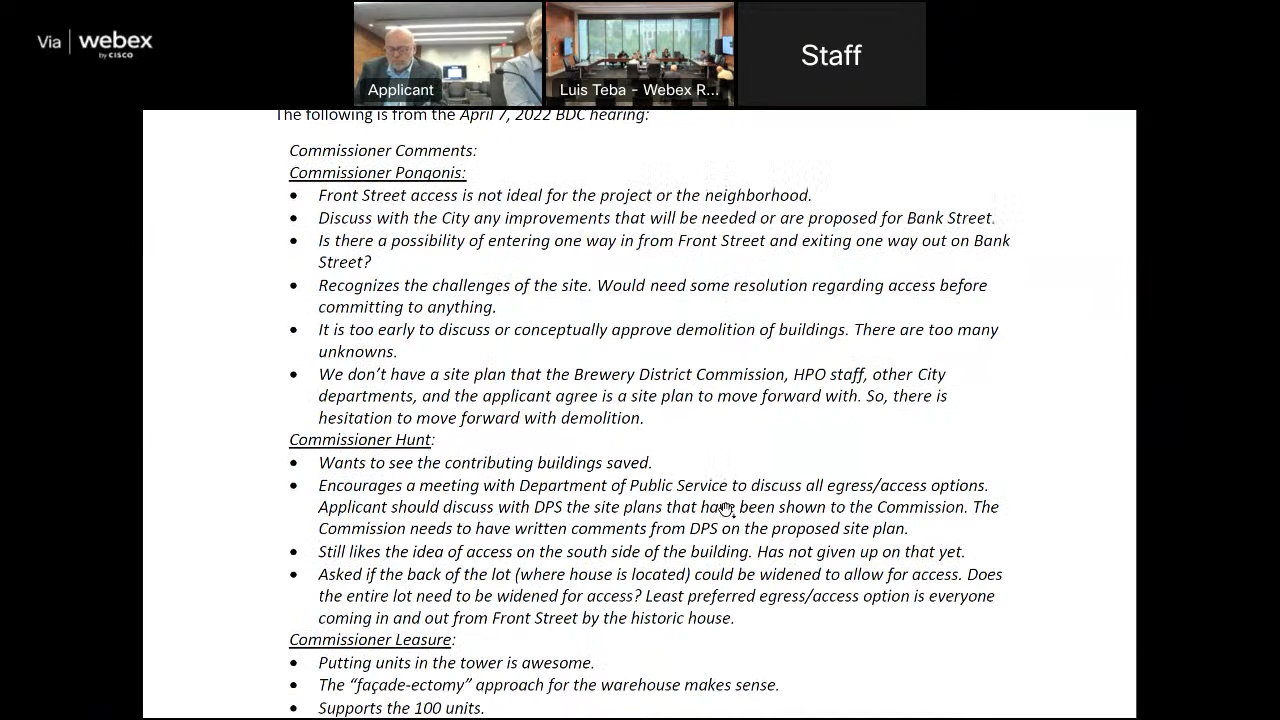 Via | webex
by CISCO
Applicant
Luis Teba - Webex R...
Staff
The following is from the April 7, 2022 BDC hearing:
Commissioner Comments:
Commissioner Pongonis:
• Front Street access is not ideal for the project or the neighborhood.
• Discuss with the City any improvements that will be needed or are proposed for Bank Street.
• Is there a possibility of entering one way in from Front Street and exiting one way out on Bank
Street?
• Recognizes the challenges of the site. Would need some resolution regarding access before
committing to anything.
• It is too early to discuss or conceptually approve demolition of buildings. There are too many
unknowns.
• We don't have a site plan that the Brewery District Commission, HPO staff, other City
departments, and the applicant agree is a site plan to move forward with. So, there is
hesitation to move forward with demolition.
Commissioner Hunt:
• Wants to see the contributing buildings saved.
• Encourages a meeting with Department of Public Service to discuss all egress/access options.
Applicant should discuss with DPS the site plans that have been shown to the Commission. The
Commission needs to have written comments from DPS on the proposed site plan.
• Still likes the idea of access on the south side of the building. Has not given up on that yet.
• Asked if the back of the lot (where house is located) could be widened to allow for access. Does
the entire lot need to be widened for access? Least preferred egress/access option is everyone
coming in and out from Front Street by the historic house.
Commissioner Leasure:
• Putting units in the tower is awesome.
• The “façade-ectomy” approach for the warehouse makes sense.
• Supports the 100 units.